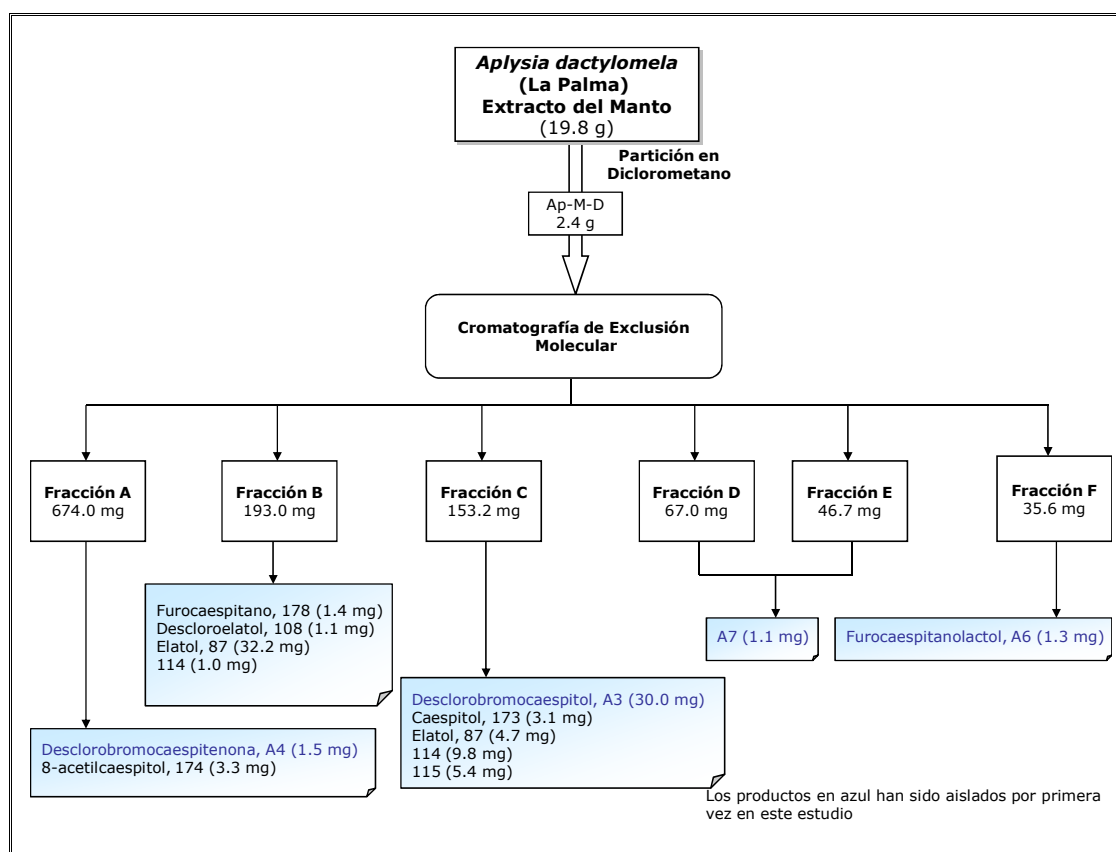 Aplysia dactylomela
(La Palma)
Extracto del Manto
(19.8 g)
Partición en
Diclorometano
Ap-M-D
2.4 g
Cromatografía de Exclusión
Molecular
Fracción A
674.0 mg
Fracción B
193.0 mg
Fracción C
153.2 mg
Fracción D
67.0 mg
Fracción E
46.7 mg
Fracción F
35.6 mg
Furocaespitano, 178 (1.4 mg)
Descloroelatol, 108 (1.1 mg)
Elatol, 87 (32.2 mg)
114 (1.0 mg)
A7 (1.1 mg)
Furocaespitanolactol, A6 (1.3 mg)
Desclorobromocaespitenona, A4 (1.5 mg)
8-acetilcaespitol, 174 (3.3 mg)
Desclorobromocaespitol, A3 (30.0 mg)
Caespitol, 173 (3.1 mg)
Elatol, 87 (4.7 mg)
114 (9.8 mg)
115 (5.4 mg)
Los productos en azul han sido aislados por primera
vez en este estudio